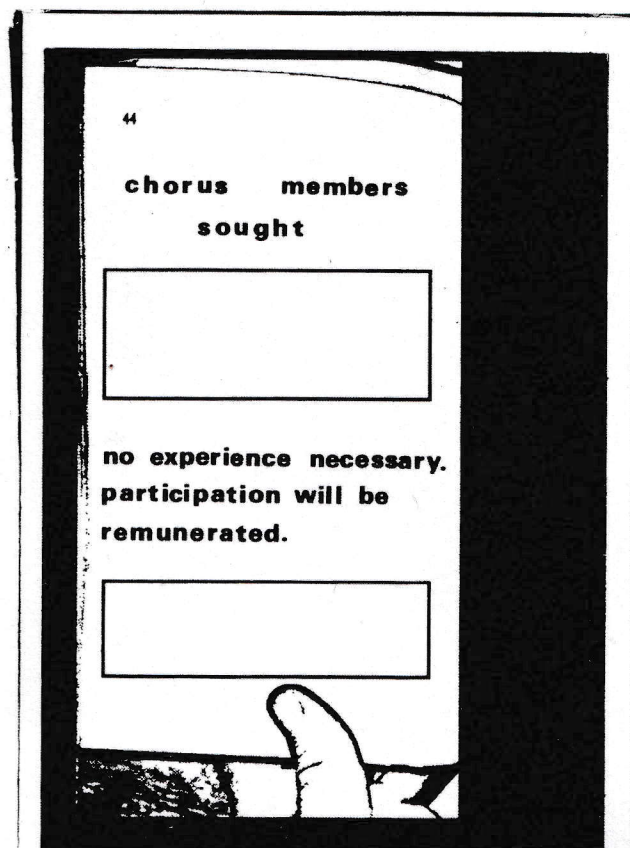 44
chorus members
sought
no experience necessary.
participation will be
remunerated.